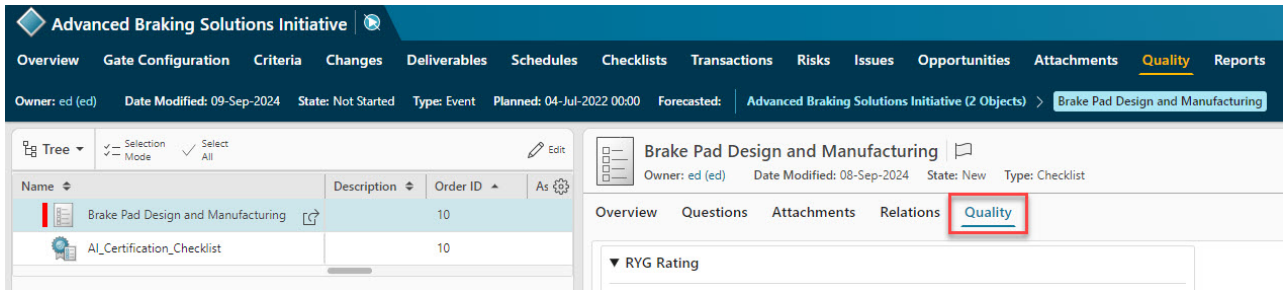 Advanced Braking Solutions Initiative
Overview Gate Configuration Criteria Changes Deliverables Schedules Checklists Transactions Risks Issues Opportunities Attachments Quality Reports
Owner: ed (ed) Date Modified: 09-Sep-2024 State: Not Started Type: Event Planned: 04-Jul-2022 00:00 Forecasted: Advanced Braking Solutions Initiative (2 Objects) > Brake Pad Design and Manufacturing
Tree Selection Mode Select All Edit
Name Description Order ID As
Brake Pad Design and Manufacturing 10
AI_Certification_Checklist 10
Brake Pad Design and Manufacturing
Owner: ed (ed) Date Modified: 08-Sep-2024 State: New Type: Checklist
Overview Questions Attachments Relations Quality
RYG Rating